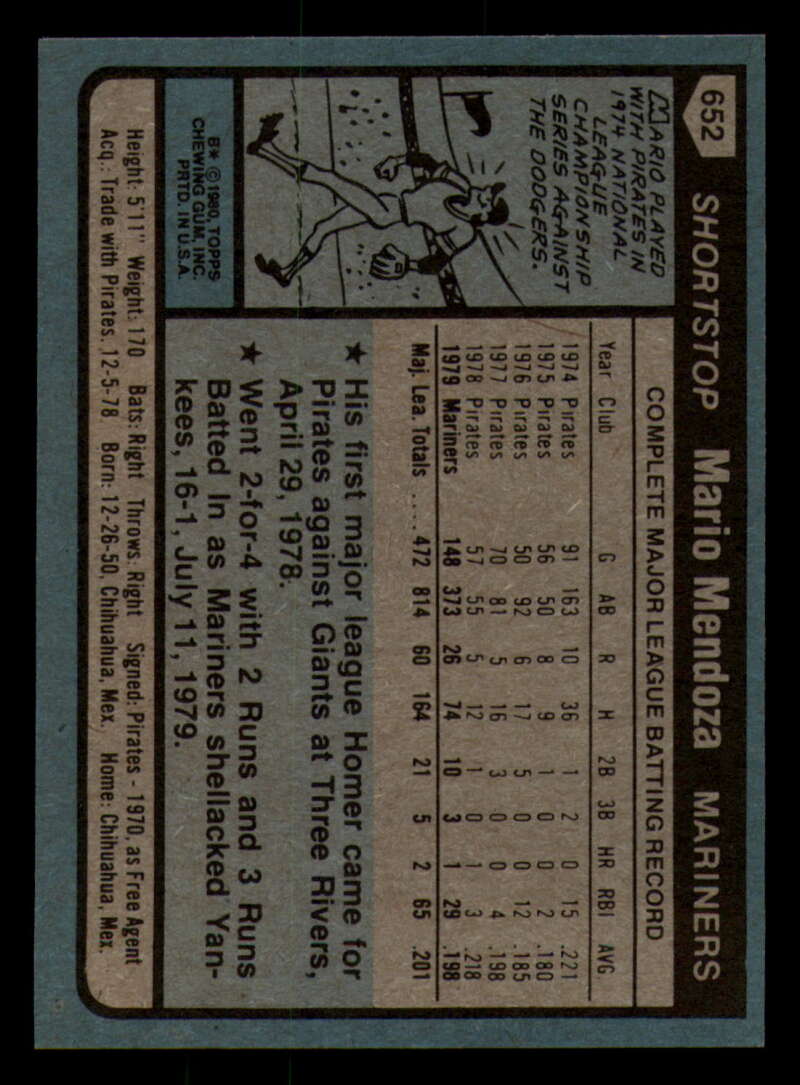 652
SHORTSTOP Mario Mendoza MARINERS
MARIO PLAYED
WITH PIRATES IN
1974 NATIONAL
LEAGUE
CHAMPIONSHIP
SERIES AGAINST
THE DODGERS.
B* © 1980, TOPPS
CHEWING GUM, INC.
PRTD. IN U.S.A.
COMPLETE MAJOR LEAGUE BATTING RECORD
Year Club G AB R H 2B 3B HR RBI AVG
1974 Pirates 91 163 10 36 1 2 0 15 .221
1975 Pirates 56 50 8 9 1 0 0 2 .180
1976 Pirates 50 92 6 17 5 0 0 12 .185
1977 Pirates 70 81 5 16 3 0 0 4 .198
1978 Pirates 57 55 5 12 1 0 1 3 .218
1979 Mariners 148 373 26 74 10 3 1 29 .198
Maj. Lea. Totals .... 472 814 60 164 21 5 2 65 .201
★ His first major league Homer came for
Pirates against Giants at Three Rivers,
April 29, 1978.
★ Went 2-for-4 with 2 Runs and 3 Runs
Batted In as Mariners shellacked Yan-
kees, 16-1, July 11, 1979.
Height: 5'11" Weight: 170 Bats: Right Throws: Right Signed: Pirates - 1970, as Free Agent
Acq.: Trade with Pirates, 12-5-78 Born: 12-26-50, Chihuahua, Mex. Home: Chihuahua, Mex.